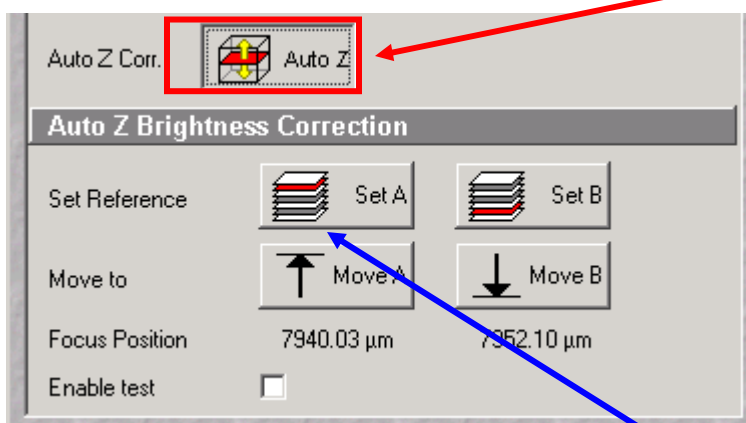 Auto Z Corr. Auto Z
Auto Z Brightness Correction
Set Reference Set A Set B
Move to Move A Move B
Focus Position 7940.03 µm 7952.10 µm
Enable test